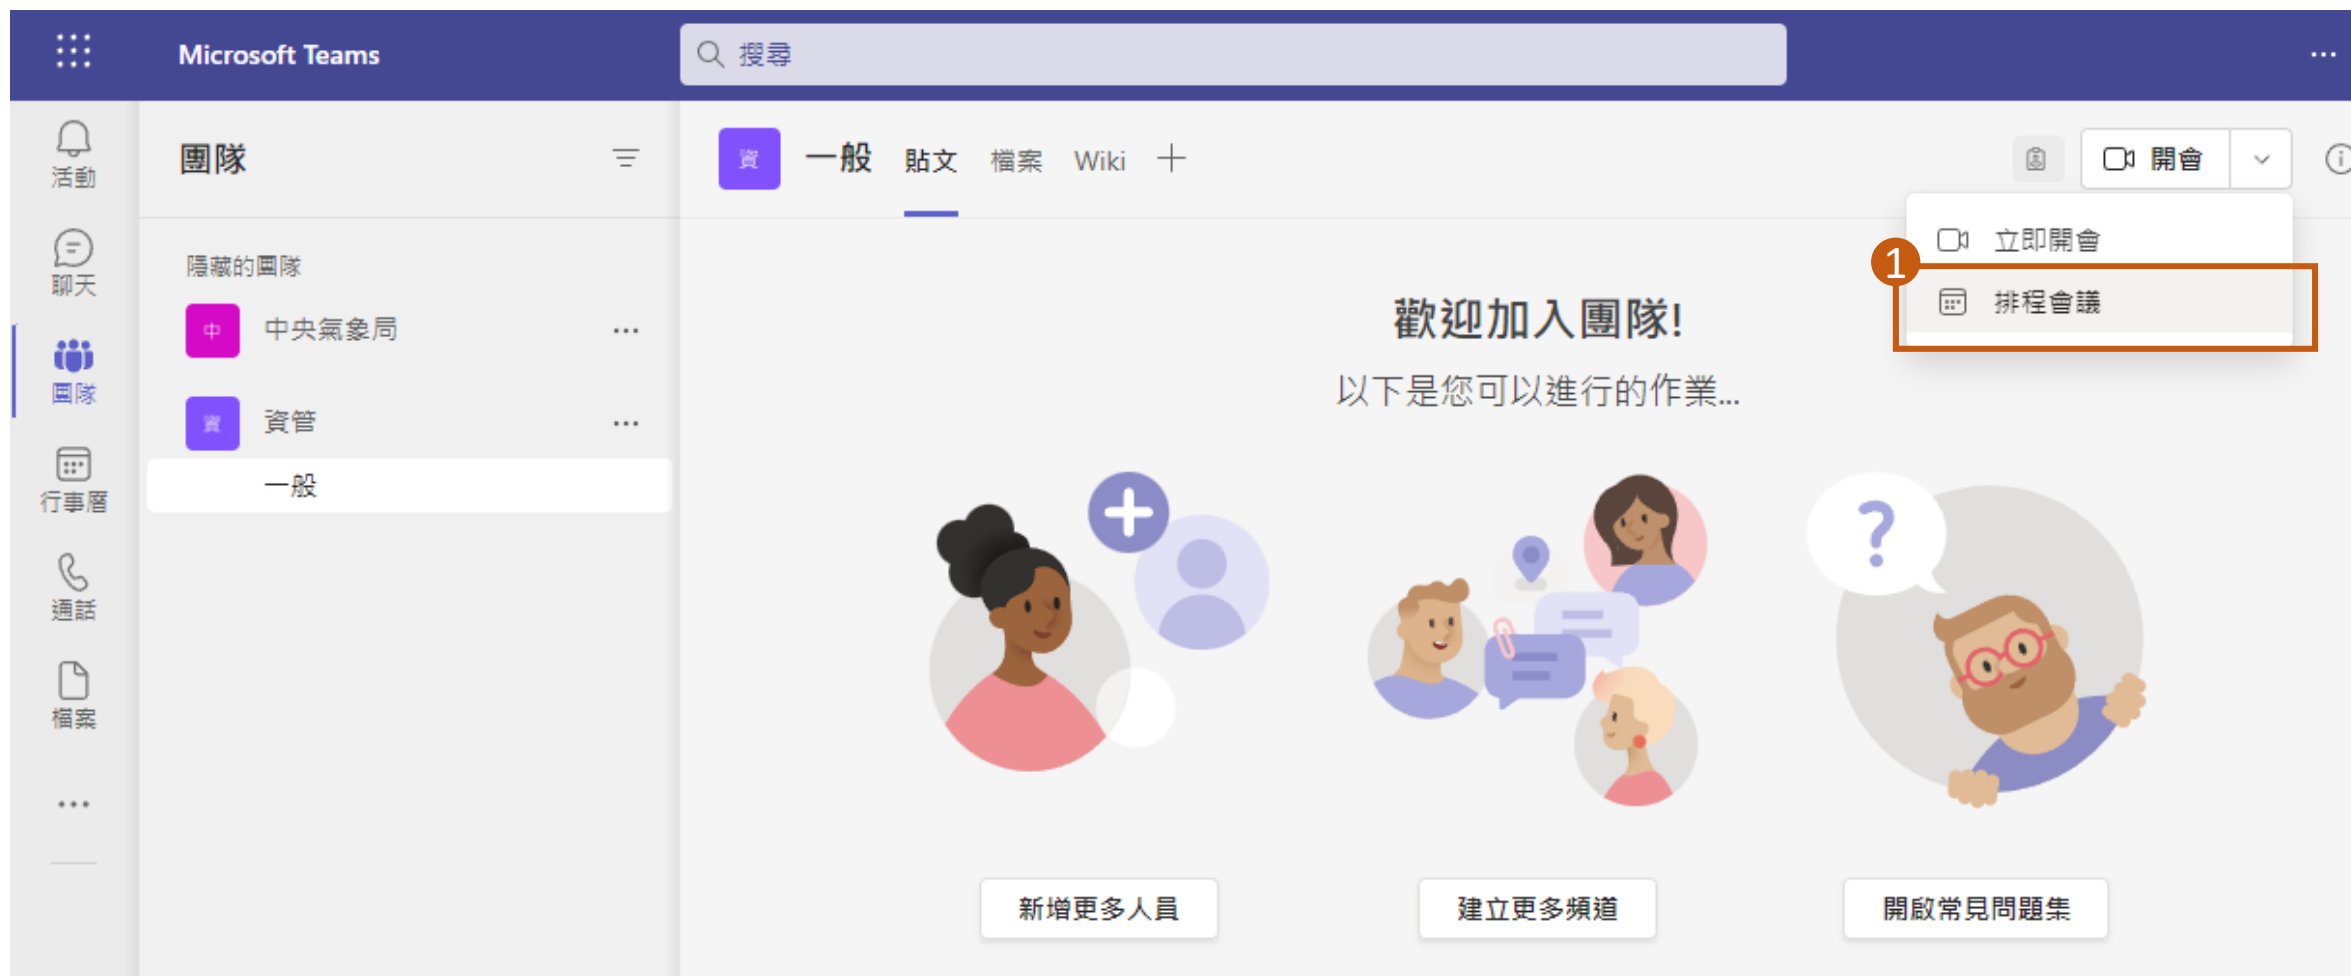 Microsoft Teams
搜尋
活動
聊天
團隊
行事曆
通話
檔案
團隊
隱藏的團隊
中 中央氣象局
資 資管
一般
資 一般 貼文 檔案 Wiki
開會
立即開會
1
排程會議
歡迎加入團隊!
以下是您可以進行的作業...
?
新增更多人員
建立更多頻道
開啟常見問題集